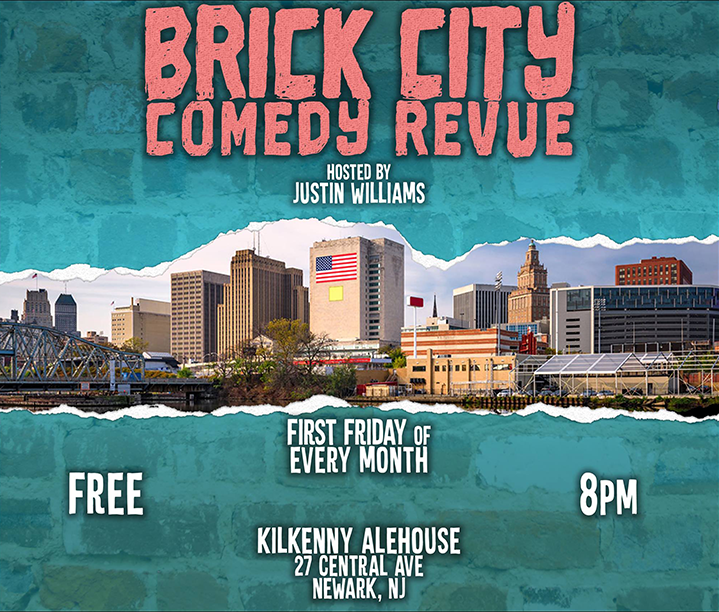 BRICK CITY
COMEDY REVUE
HOSTED BY
JUSTIN WILLIAMS
FIRST FRIDAY OF
EVERY MONTH
FREE
8PM
KILKENNY ALEHOUSE
27 CENTRAL AVE
NEWARK, NJ